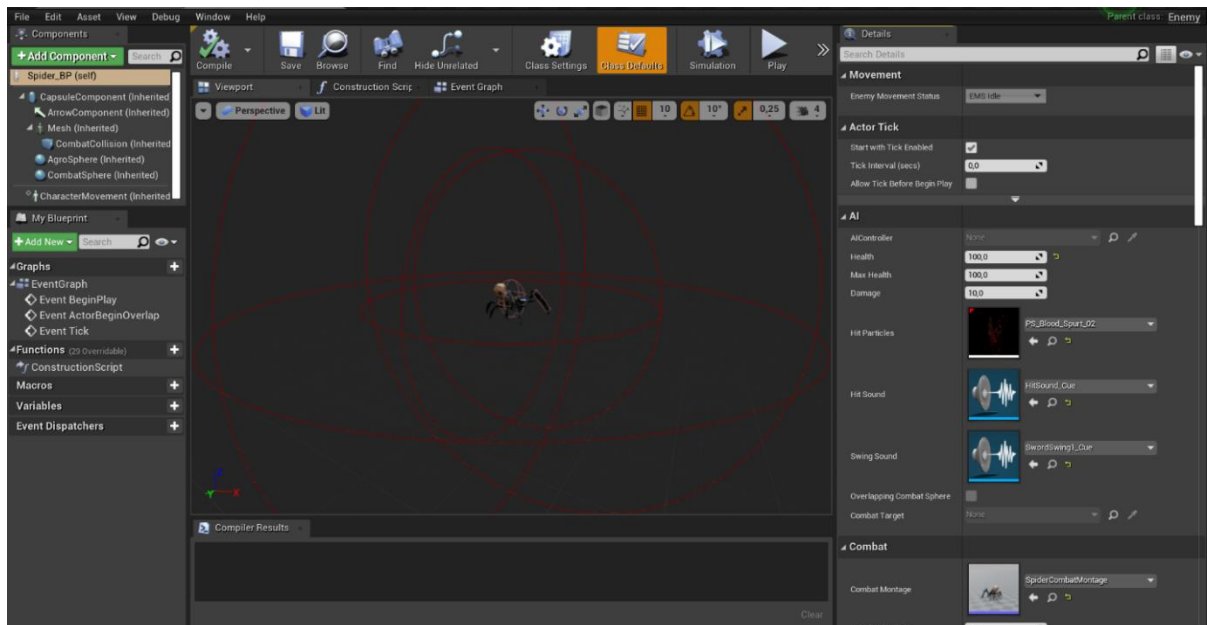 File Edit Asset View Debug Window Help
Parent class: Enemy
Components
+Add Component Search
Spider_BP (self)
CapsuleComponent (Inherited
ArrowComponent (Inherited)
Mesh (Inherited)
CombatCollision (Inherited
AgroSphere (Inherited)
CombatSphere (Inherited)
CharacterMovement (Inherited
My Blueprint
+Add New Search
Graphs
EventGraph
Event BeginPlay
Event ActorBeginOverlap
Event Tick
Functions (29 Overridable)
ConstructionScript
Macros
Variables
Event Dispatchers
Compile Save Browse Find Hide Unrelated Class Settings Class Defaults Simulation Play
Viewport Construction Scrip Event Graph
Perspective Lit 10 10° 0,25 4
Z
Y X
Compiler Results
Clear
Details
Search Details
Movement
Enemy Movement Status EMS Idle
Actor Tick
Start with Tick Enabled
Tick Interval (secs) 0,0
Allow Tick Before Begin Play
AI
AIController None
Health 100,0
Max Health 100,0
Damage 10,0
Hit Particles PS_Blood_Spurt_02
Hit Sound HitSound_Cue
Swing Sound SwordSwing1_Cue
Overlapping Combat Sphere
Combat Target None
Combat
Combat Montage SpiderCombatMontage